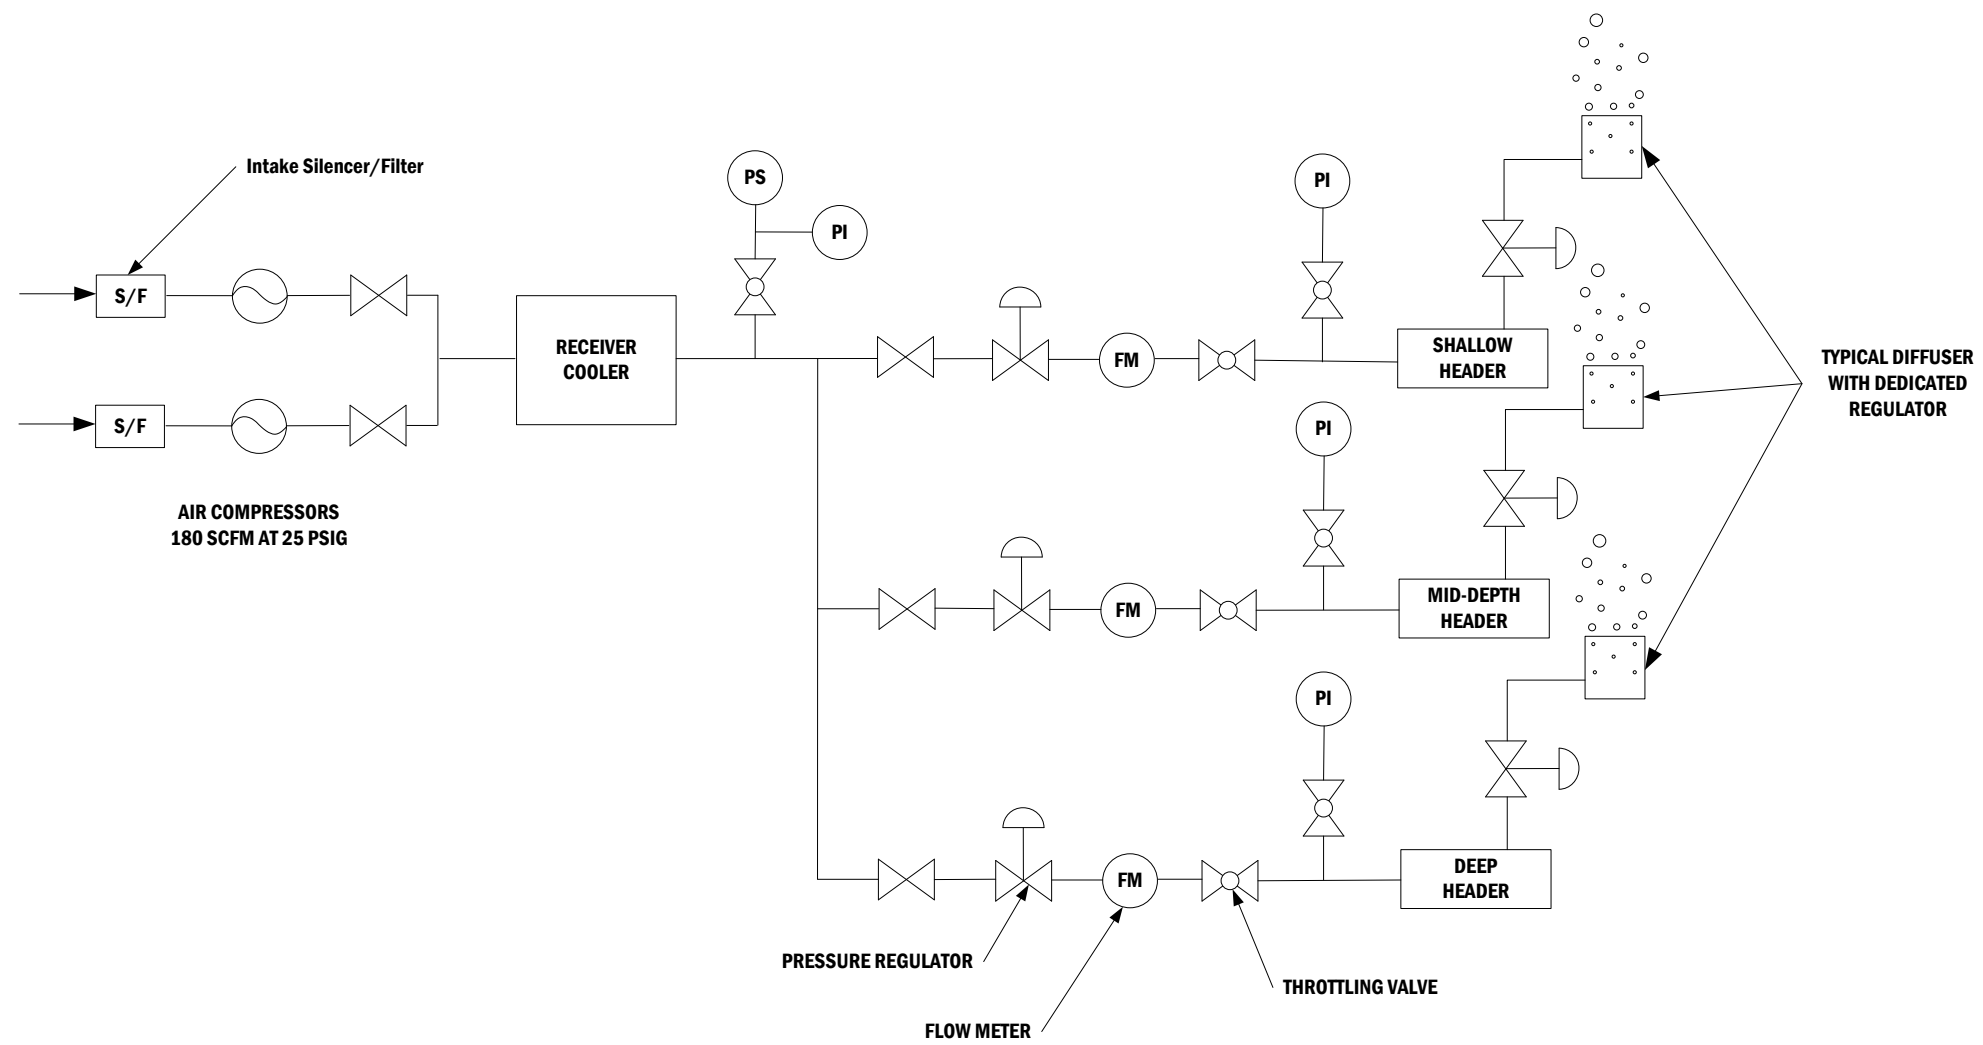 Intake Silencer/Filter
PS
PI
PI
S/F
RECEIVER
COOLER
FM
SHALLOW
HEADER
TYPICAL DIFFUSER
WITH DEDICATED
REGULATOR
S/F
PI
AIR COMPRESSORS
180 SCFM AT 25 PSIG
FM
MID-DEPTH
HEADER
PI
FM
DEEP
HEADER
PRESSURE REGULATOR
THROTTLING VALVE
FLOW METER